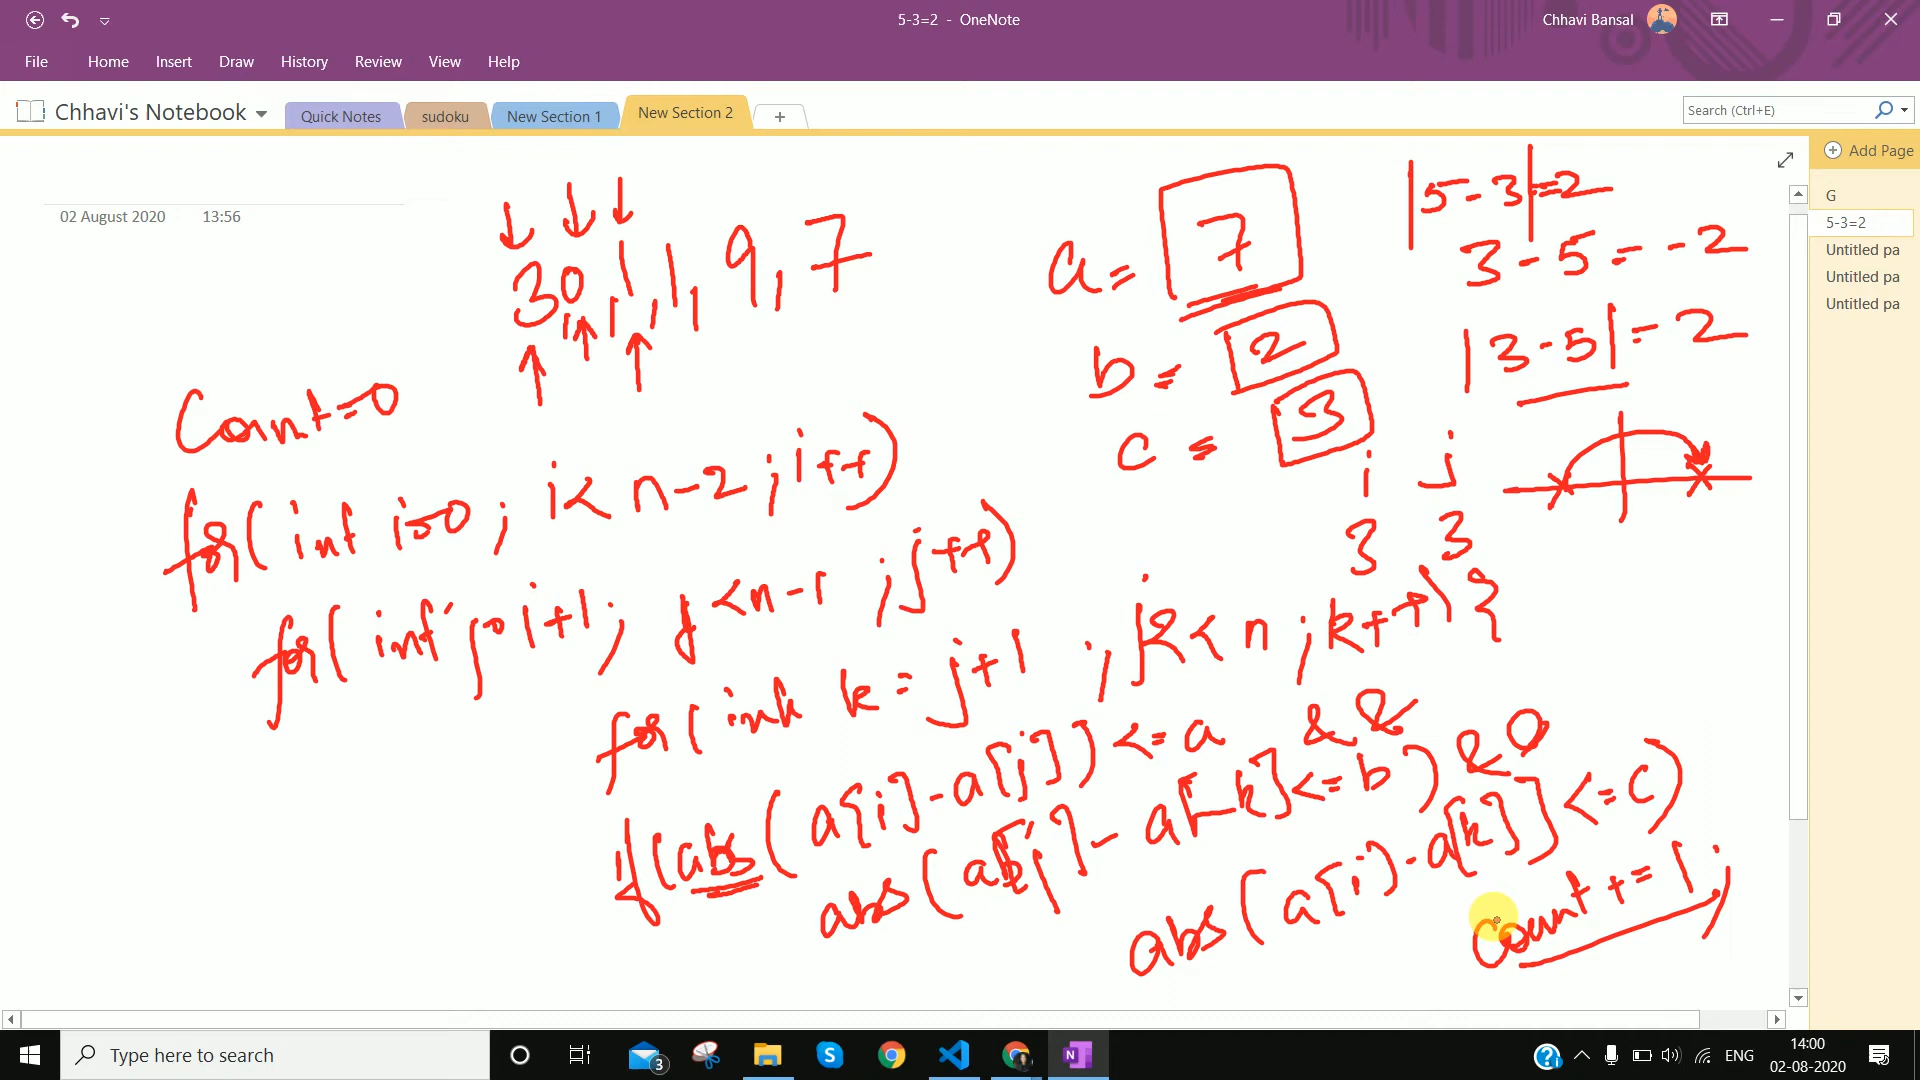 5-3=2 - OneNote
Chhavi Bansal
File Home Insert Draw History Review View Help
Chhavi's Notebook
Quick Notes
sudoku
New Section 1
New Section 2
Search (Ctrl+E)
Add Page
G
5-3=2
Untitled pa
Untitled pa
Untitled pa
02 August 2020 13:56
30,1,1,9,7
a= 7
b= 2
c= 3
|5-3|=2
3-5=-2
|3-5|=2
i j
3 3
Count=0
for(int i=0; i<n-2; i++)
for(int j=i+1; j<n-1; j++)
for(int k=j+1; k<n; k++){
if(abs(a[i]-a[j])<=a &&
abs(a[j]-a[k]<=b) &&
abs(a[i]-a[k]]<=c)
Count+=1;
Type here to search
3
ENG
14:00
02-08-2020